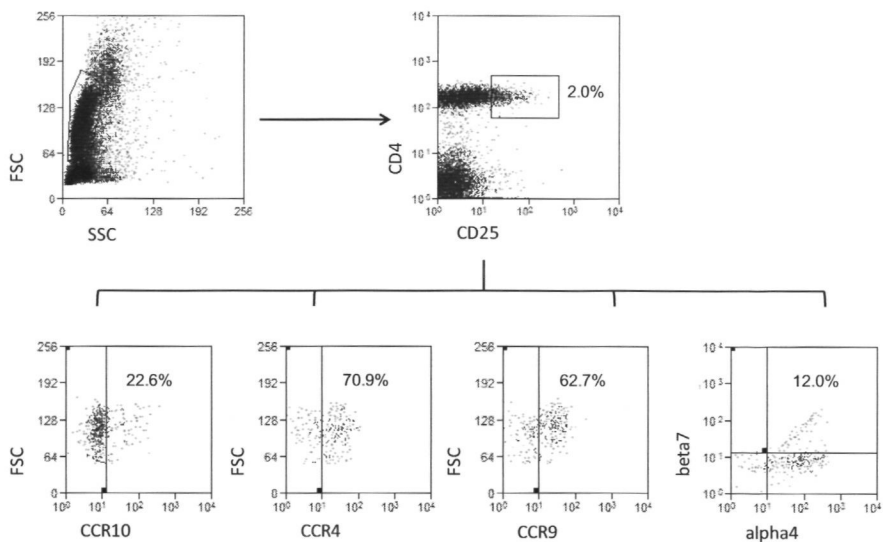 256
192
128
64
0
FSC
0 64 128 192 256
SSC
10⁴
10³
10²
10¹
CD4
10⁰ 10¹ 10² 10³ 10⁴
CD25
2.0%
256
192
128
64
0
FSC
22.6%
10⁰ 10¹ 10² 10³ 10⁴
CCR10
256
192
128
64
0
FSC
70.9%
10⁰ 10¹ 10² 10³ 10⁴
CCR4
256
192
128
64
0
FSC
62.7%
10⁰ 10¹ 10² 10³ 10⁴
CCR9
10⁴
10³
10²
10¹
10⁰
beta7
12.0%
10⁰ 10¹ 10² 10³ 10⁴
alpha4